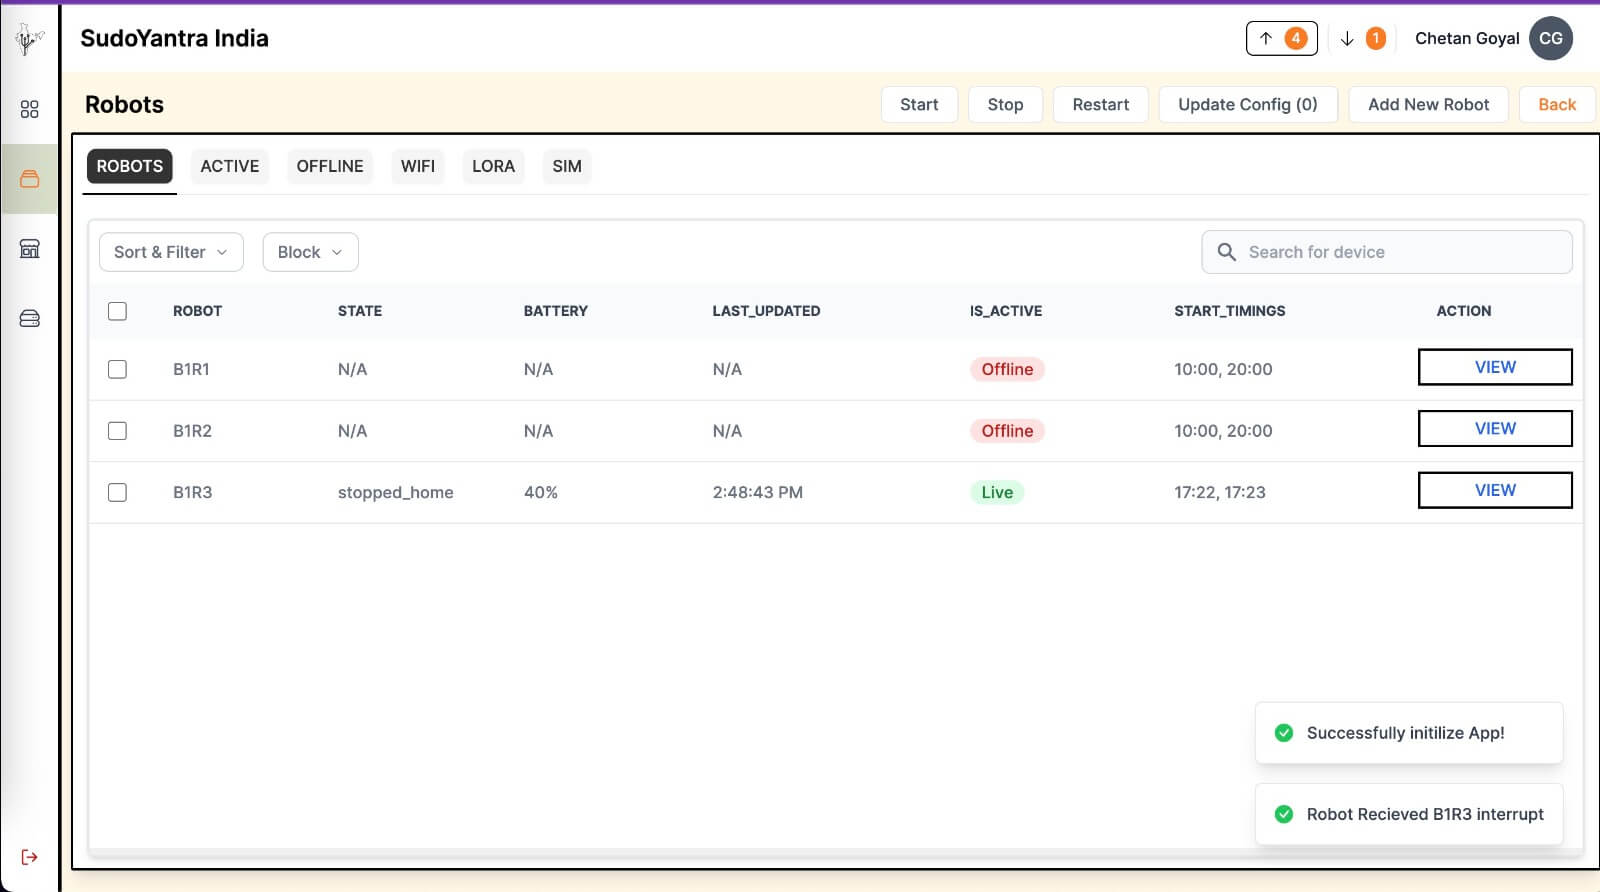 SudoYantra India
4
1
Chetan Goyal
CG
Robots
Start
Stop
Restart
Update Config (0)
Add New Robot
Back
ROBOTS
ACTIVE
OFFLINE
WIFI
LORA
SIM
Sort & Filter
Block
Search for device
ROBOT STATE BATTERY LAST_UPDATED IS_ACTIVE START_TIMINGS ACTION
B1R1 N/A N/A N/A Offline 10:00, 20:00 VIEW
B1R2 N/A N/A N/A Offline 10:00, 20:00 VIEW
B1R3 stopped_home 40% 2:48:43 PM Live 17:22, 17:23 VIEW
Successfully initilize App!
Robot Recieved B1R3 interrupt